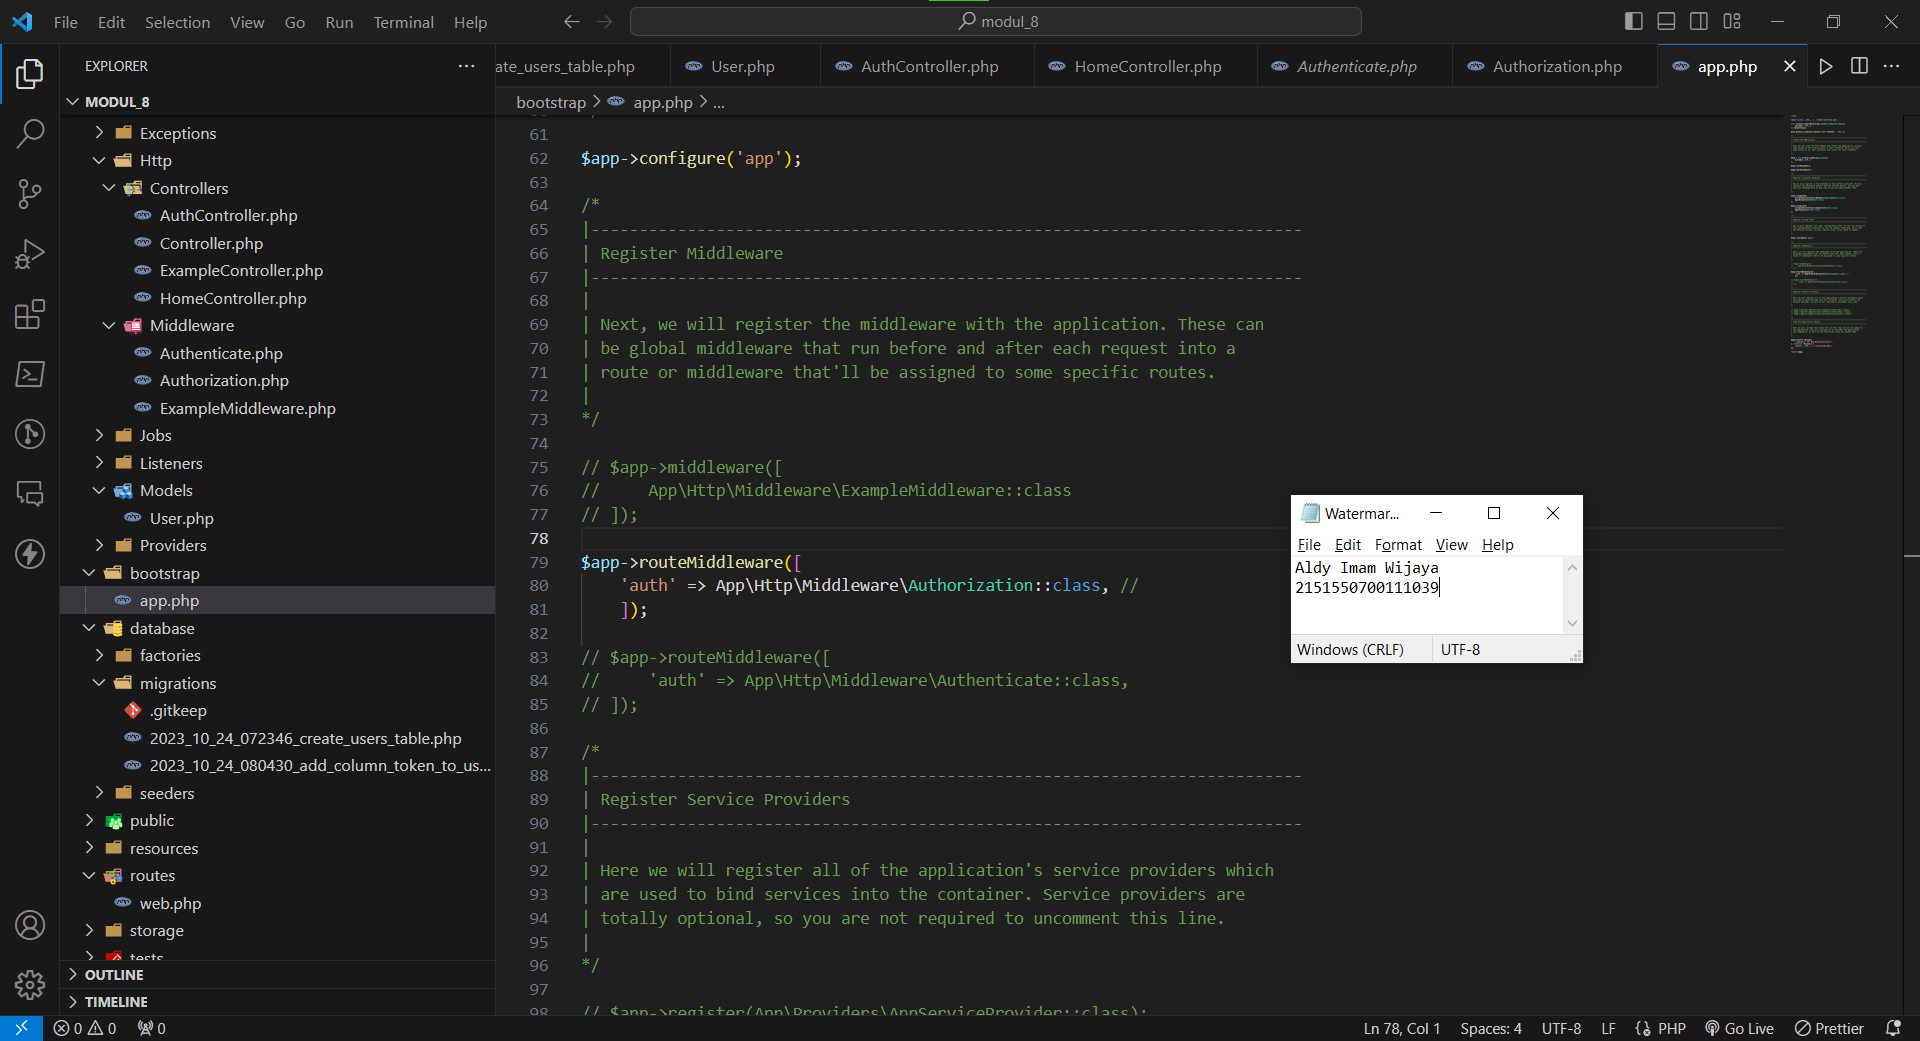 File Edit Selection View Go Run Terminal Help
modul_8
EXPLORER
MODUL_8
Exceptions
Http
Controllers
AuthController.php
Controller.php
ExampleController.php
HomeController.php
Middleware
Authenticate.php
Authorization.php
ExampleMiddleware.php
Jobs
Listeners
Models
User.php
Providers
bootstrap
app.php
database
factories
migrations
.gitkeep
2023_10_24_072346_create_users_table.php
2023_10_24_080430_add_column_token_to_us...
seeders
public
resources
routes
web.php
storage
tests
OUTLINE
TIMELINE
ate_users_table.php User.php AuthController.php HomeController.php Authenticate.php Authorization.php app.php
bootstrap > app.php > ...
61
62 $app->configure('app');
63
64 /*
65 |--------------------------------------------------------------------------
66 | Register Middleware
67 |--------------------------------------------------------------------------
68 |
69 | Next, we will register the middleware with the application. These can
70 | be global middleware that run before and after each request into a
71 | route or middleware that'll be assigned to some specific routes.
72 |
73 */
74
75 // $app->middleware([
76 //     App\Http\Middleware\ExampleMiddleware::class
77 // ]);
78
79 $app->routeMiddleware([
80     'auth' => App\Http\Middleware\Authorization::class, //
81     ]);
82
83 // $app->routeMiddleware([
84 //     'auth' => App\Http\Middleware\Authenticate::class,
85 // ]);
86
87 /*
88 |--------------------------------------------------------------------------
89 | Register Service Providers
90 |--------------------------------------------------------------------------
91 |
92 | Here we will register all of the application's service providers which
93 | are used to bind services into the container. Service providers are
94 | totally optional, so you are not required to uncomment this line.
95 |
96 */
97
98 // $app->register(App\Providers\AppServiceProvider::class);
Watermar...
File Edit Format View Help
Aldy Imam Wijaya
2151550700111039
Windows (CRLF) UTF-8
0 0 0 Ln 78, Col 1 Spaces: 4 UTF-8 LF PHP Go Live Prettier